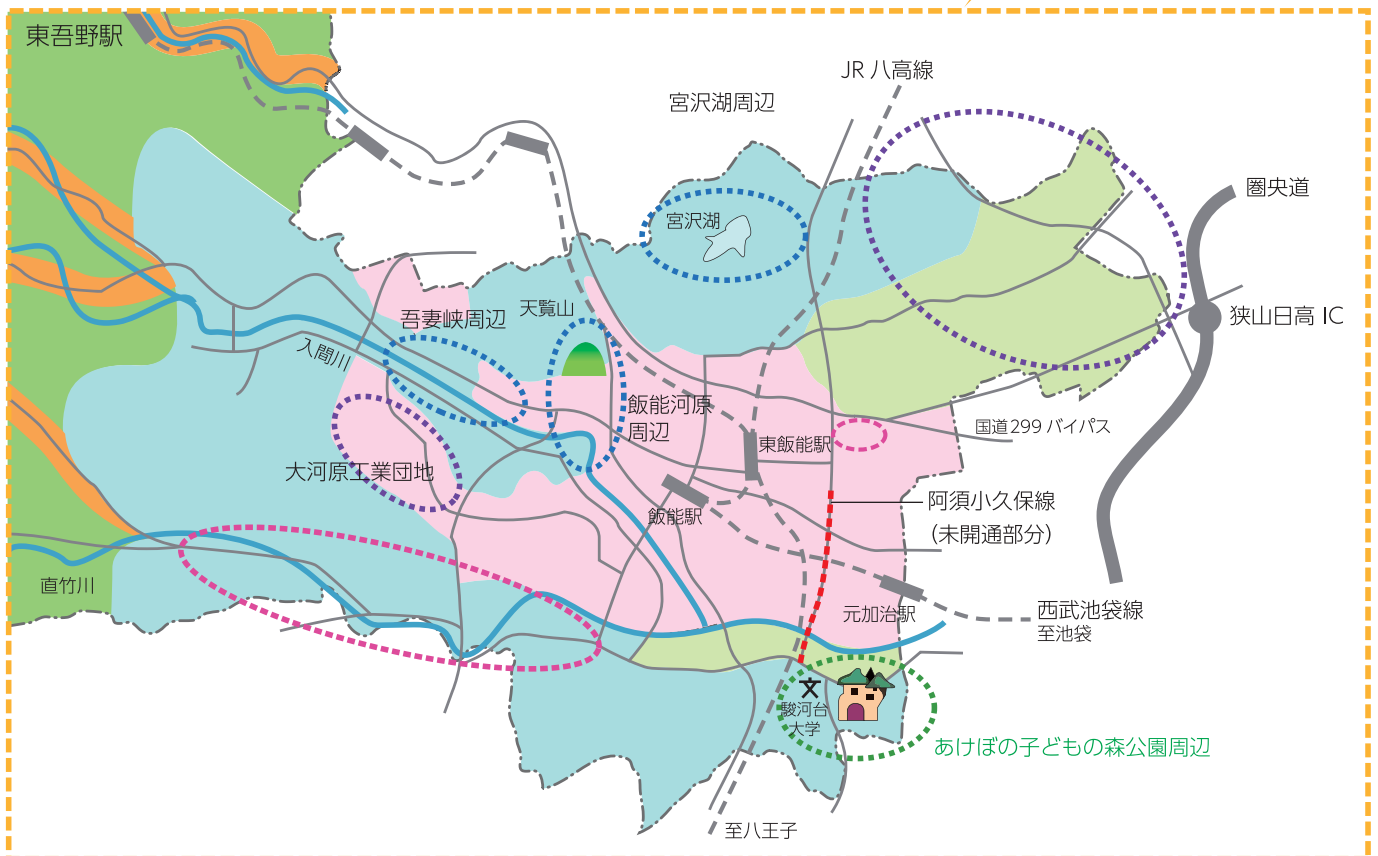 東吾野駅
JR 八高線
宮沢湖周辺
圏央道
宮沢湖
天覧山
吾妻峡周辺
狭山日高 IC
入間川
飯能河原
周辺
国道299 バイパス
東飯能駅
大河原工業団地
阿須小久保線
(未開通部分)
飯能駅
直竹川
元加治駅
西武池袋線
至池袋
駿河台
大学
あけぼの子どもの森公園周辺
至八王子